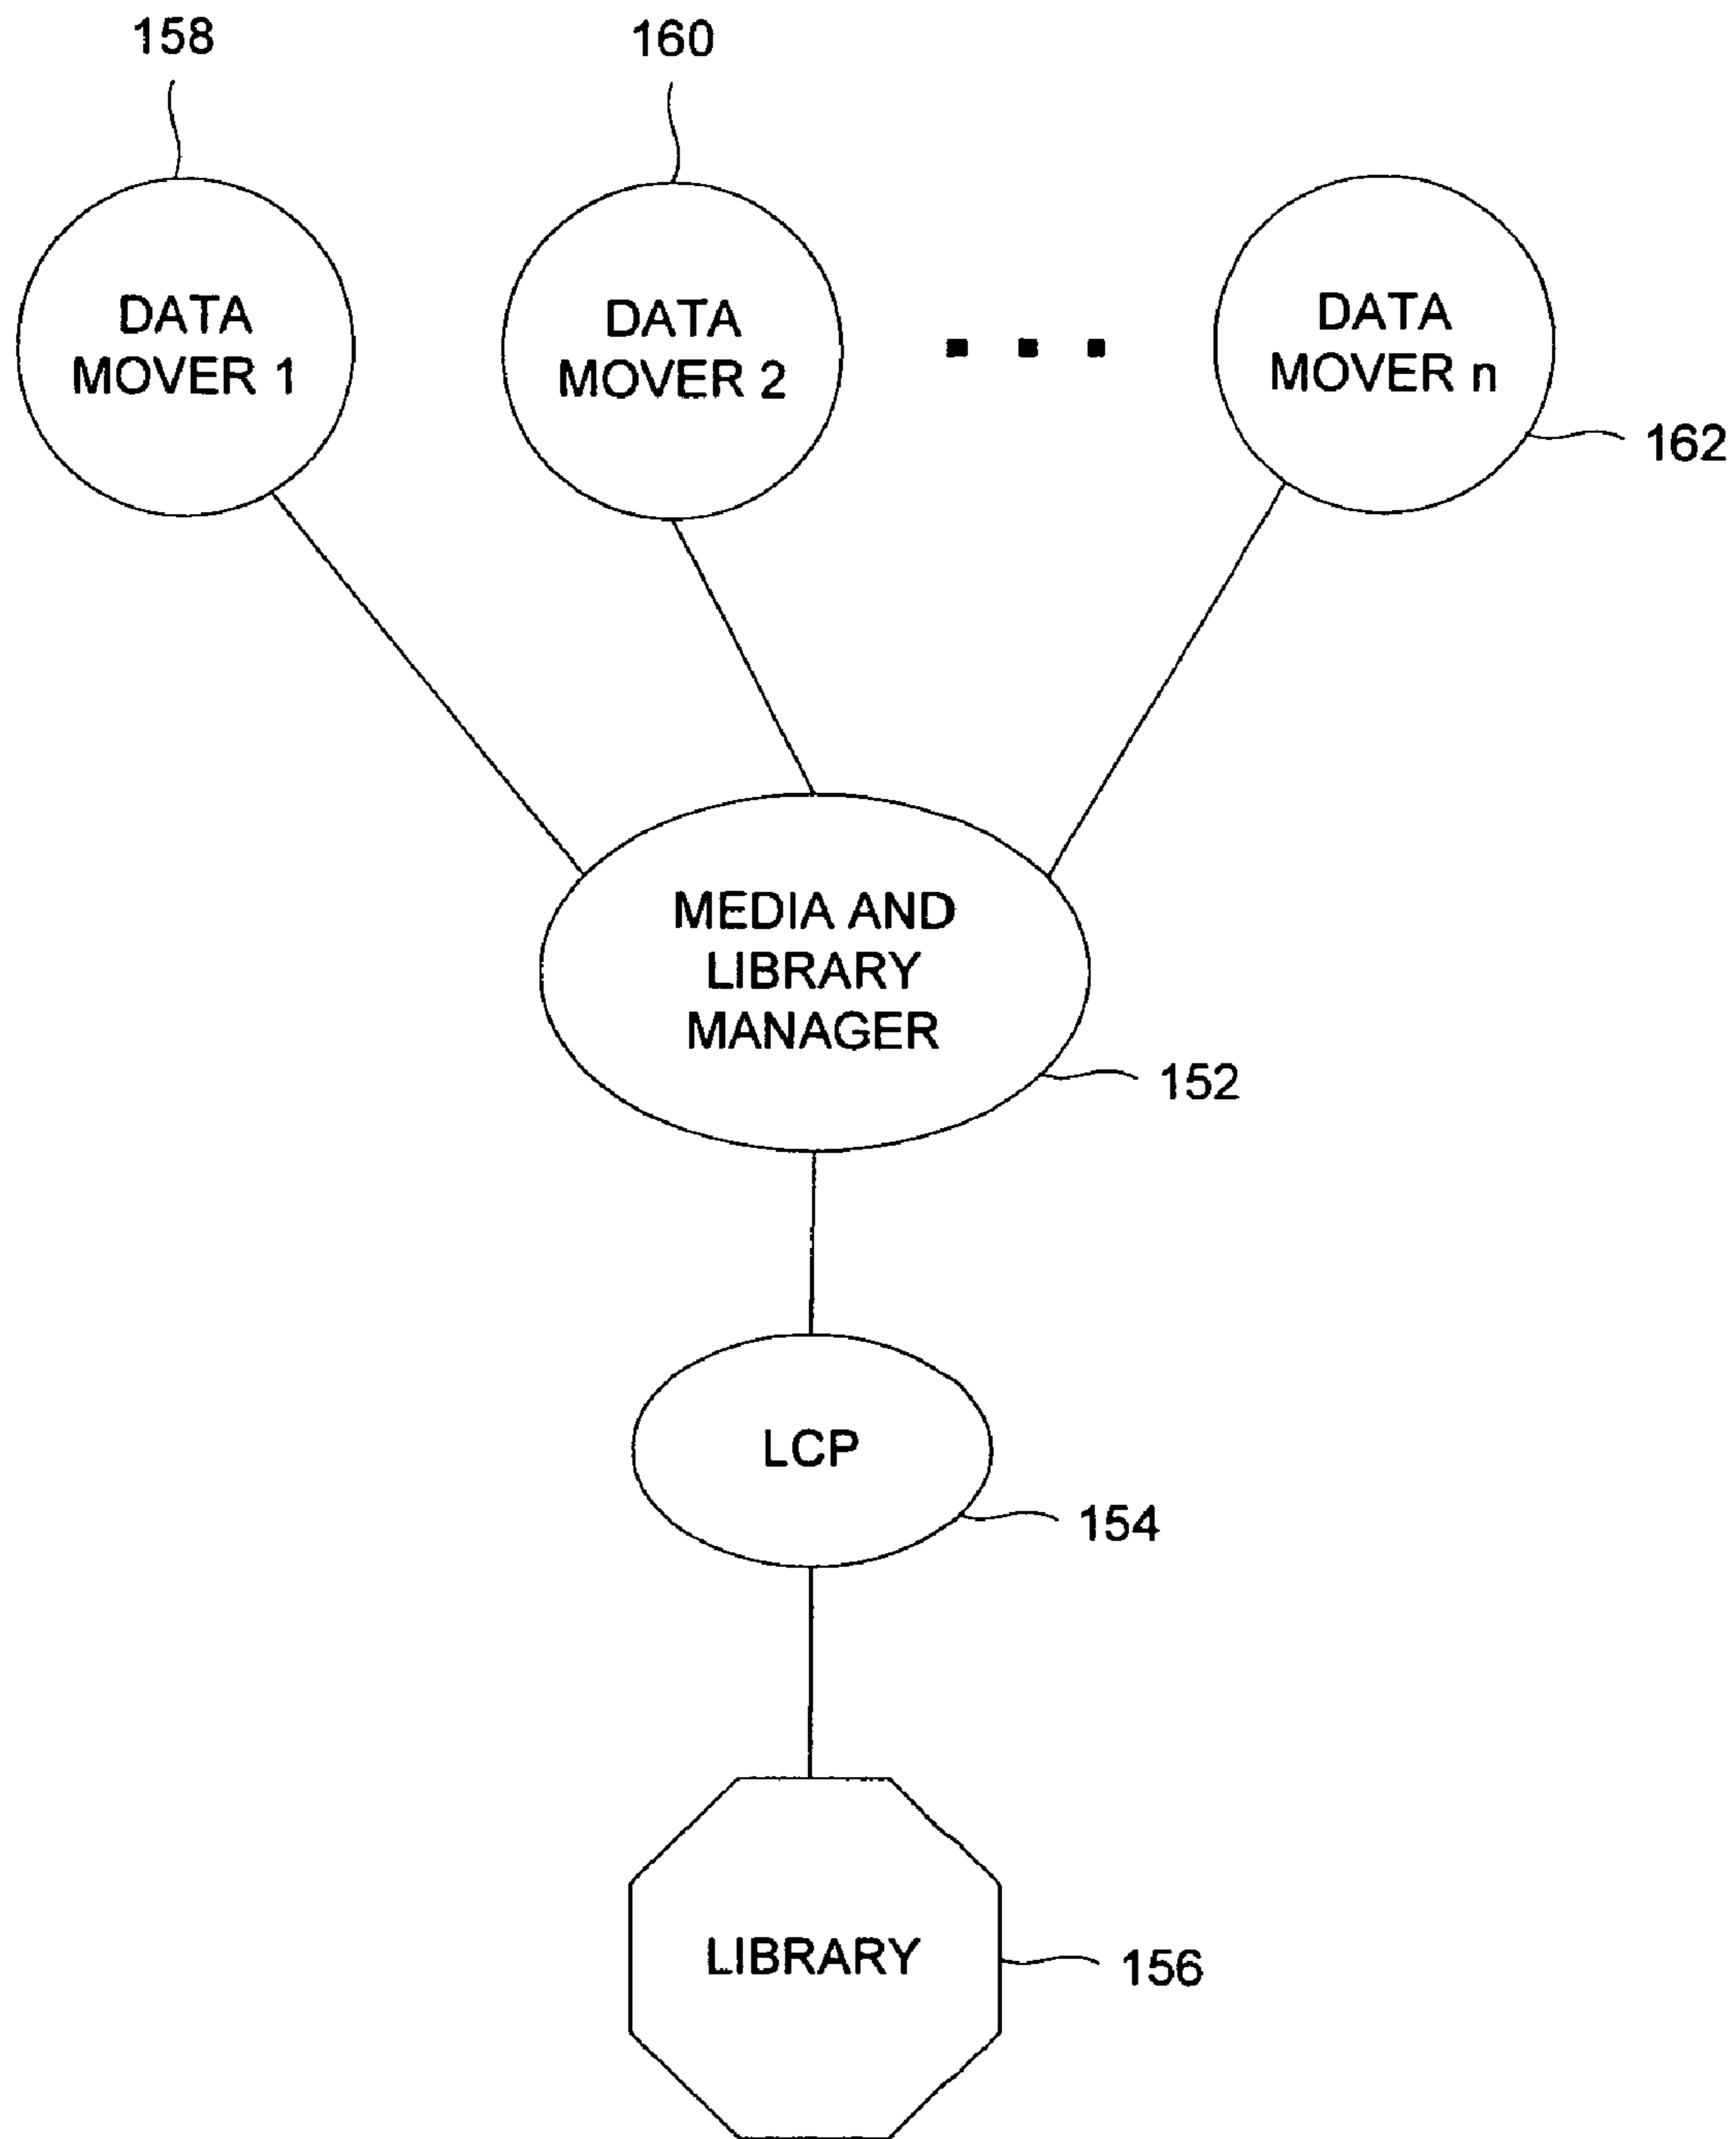 158
160
DATA
MOVER 1
DATA
MOVER 2
DATA
MOVER n
162
MEDIA AND
LIBRARY
MANAGER
152
LCP
154
LIBRARY
156